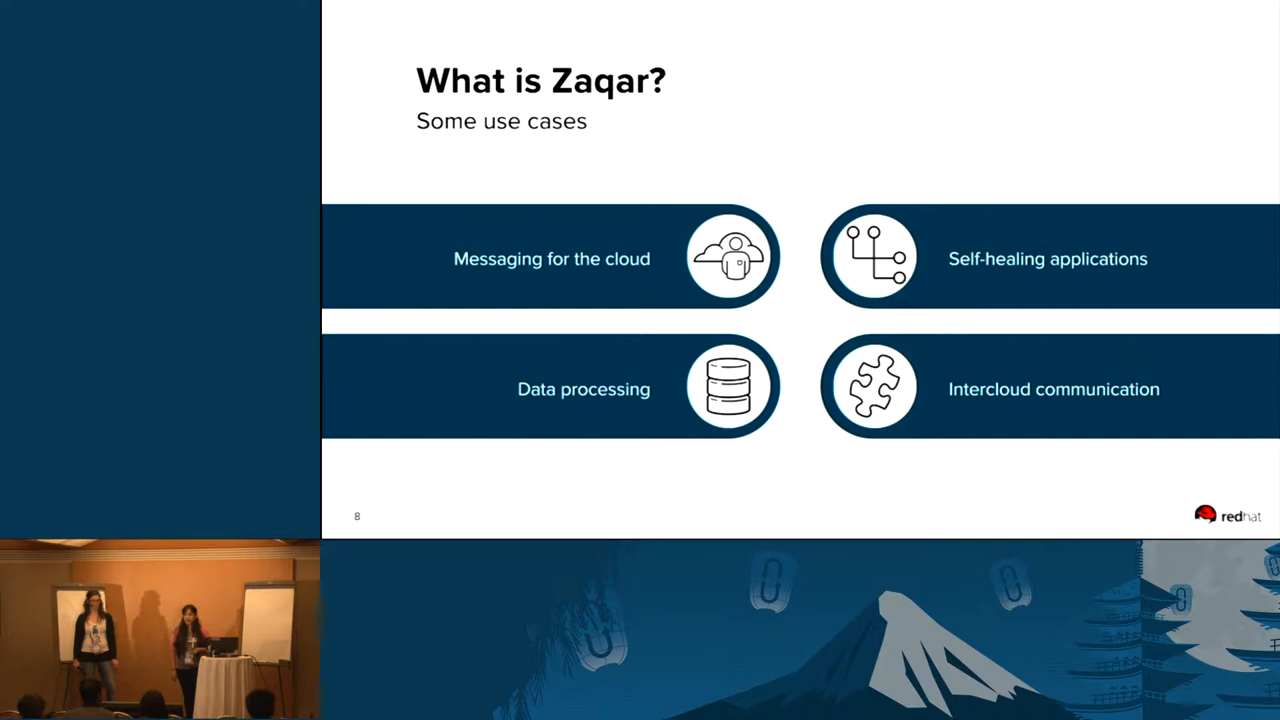 What is Zaqar?
Some use cases
Messaging for the cloud
Self-healing applications
Data processing
Intercloud communication
8
redhat